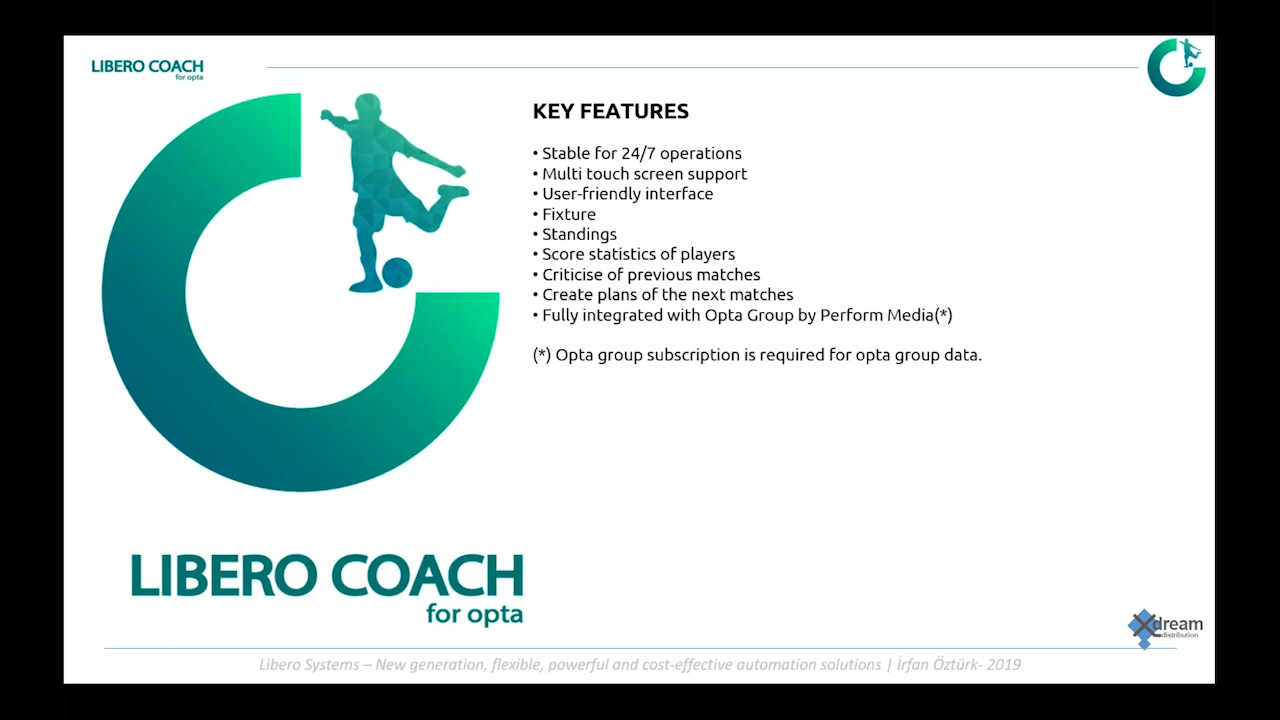 LIBERO COACH
for opta
KEY FEATURES
• Stable for 24/7 operations
• Multi touch screen support
• User-friendly interface
• Fixture
• Standings
• Score statistics of players
• Criticise of previous matches
• Create plans of the next matches
• Fully integrated with Opta Group by Perform Media(*)
(*) Opta group subscription is required for opta group data.
LIBERO COACH
for opta
Xdream
distribution
Libero Systems – New generation, flexible, powerful and cost-effective automation solutions | İrfan Öztürk- 2019